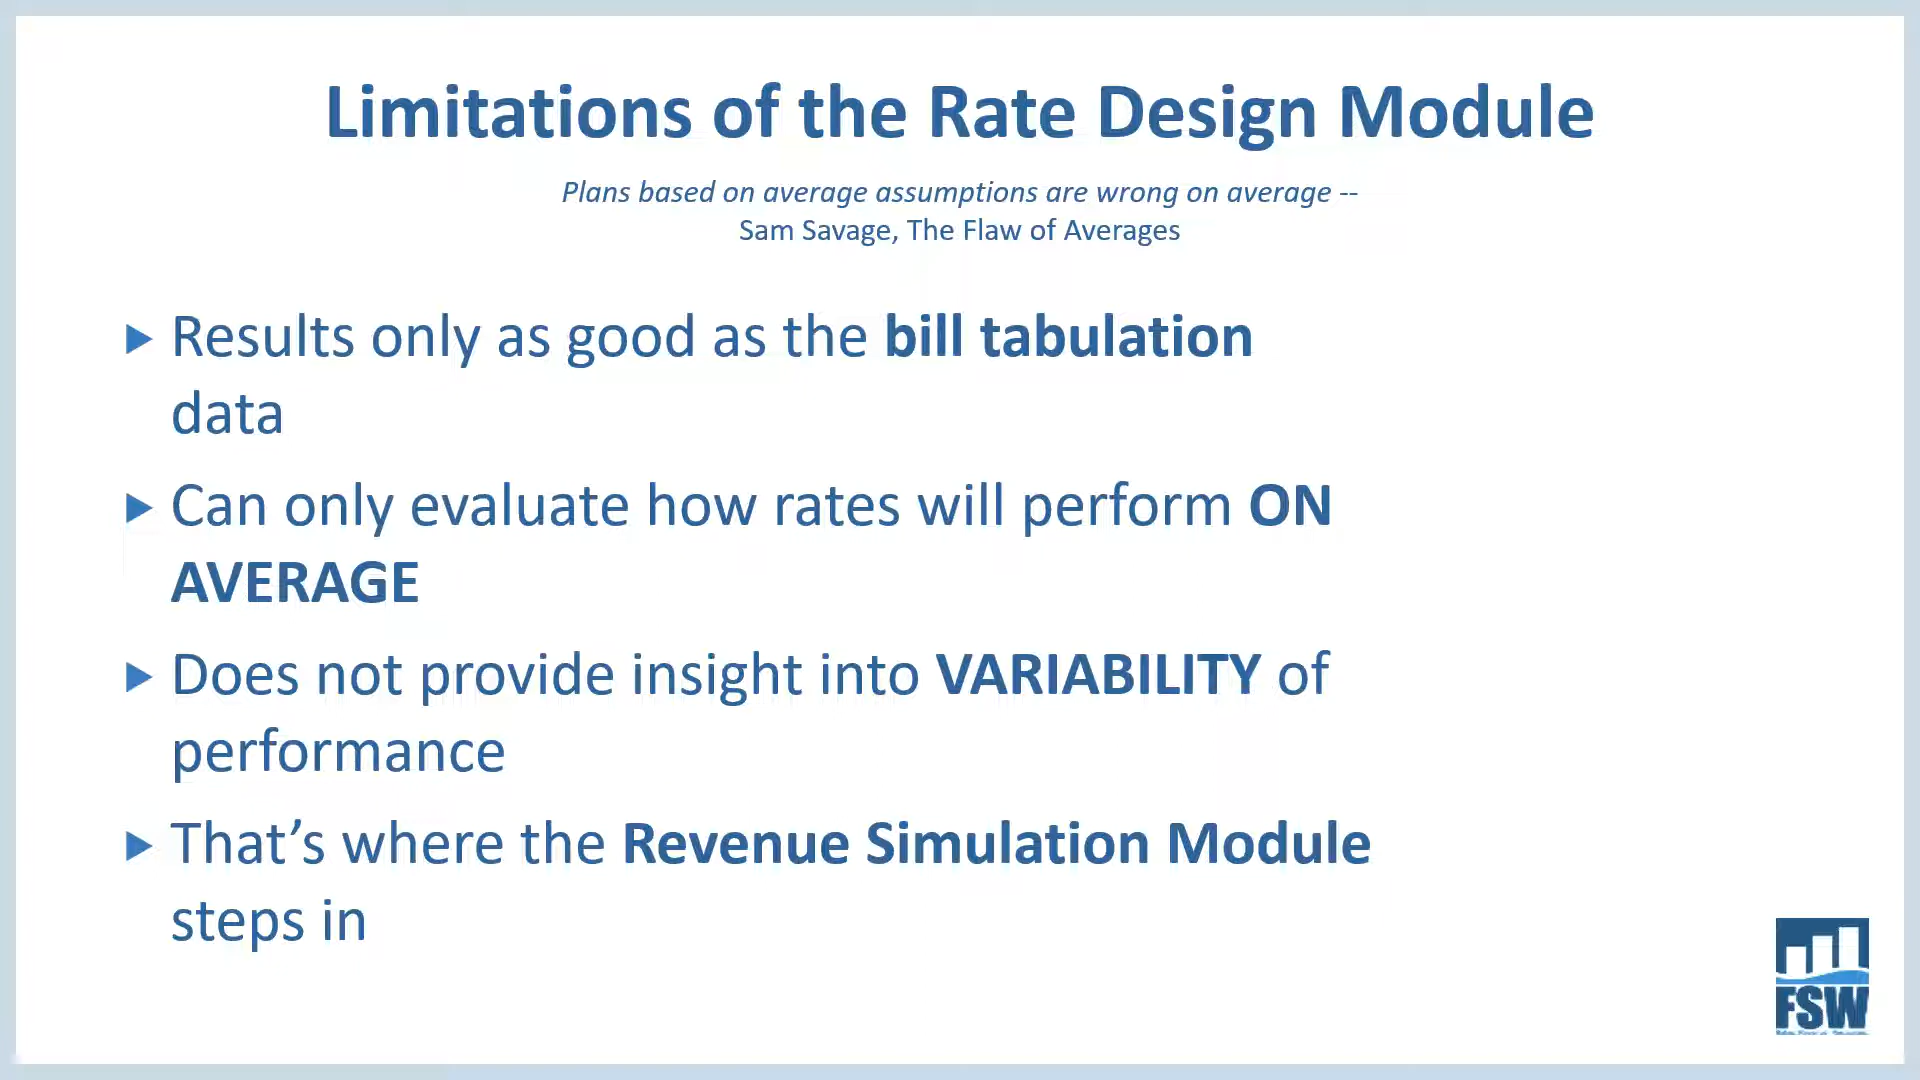 Limitations of the Rate Design Module
Plans based on average assumptions are wrong on average --
Sam Savage, The Flaw of Averages
Results only as good as the bill tabulation
data
Can only evaluate how rates will perform ON
AVERAGE
Does not provide insight into VARIABILITY of
performance
That's where the Revenue Simulation Module
steps in
FSW